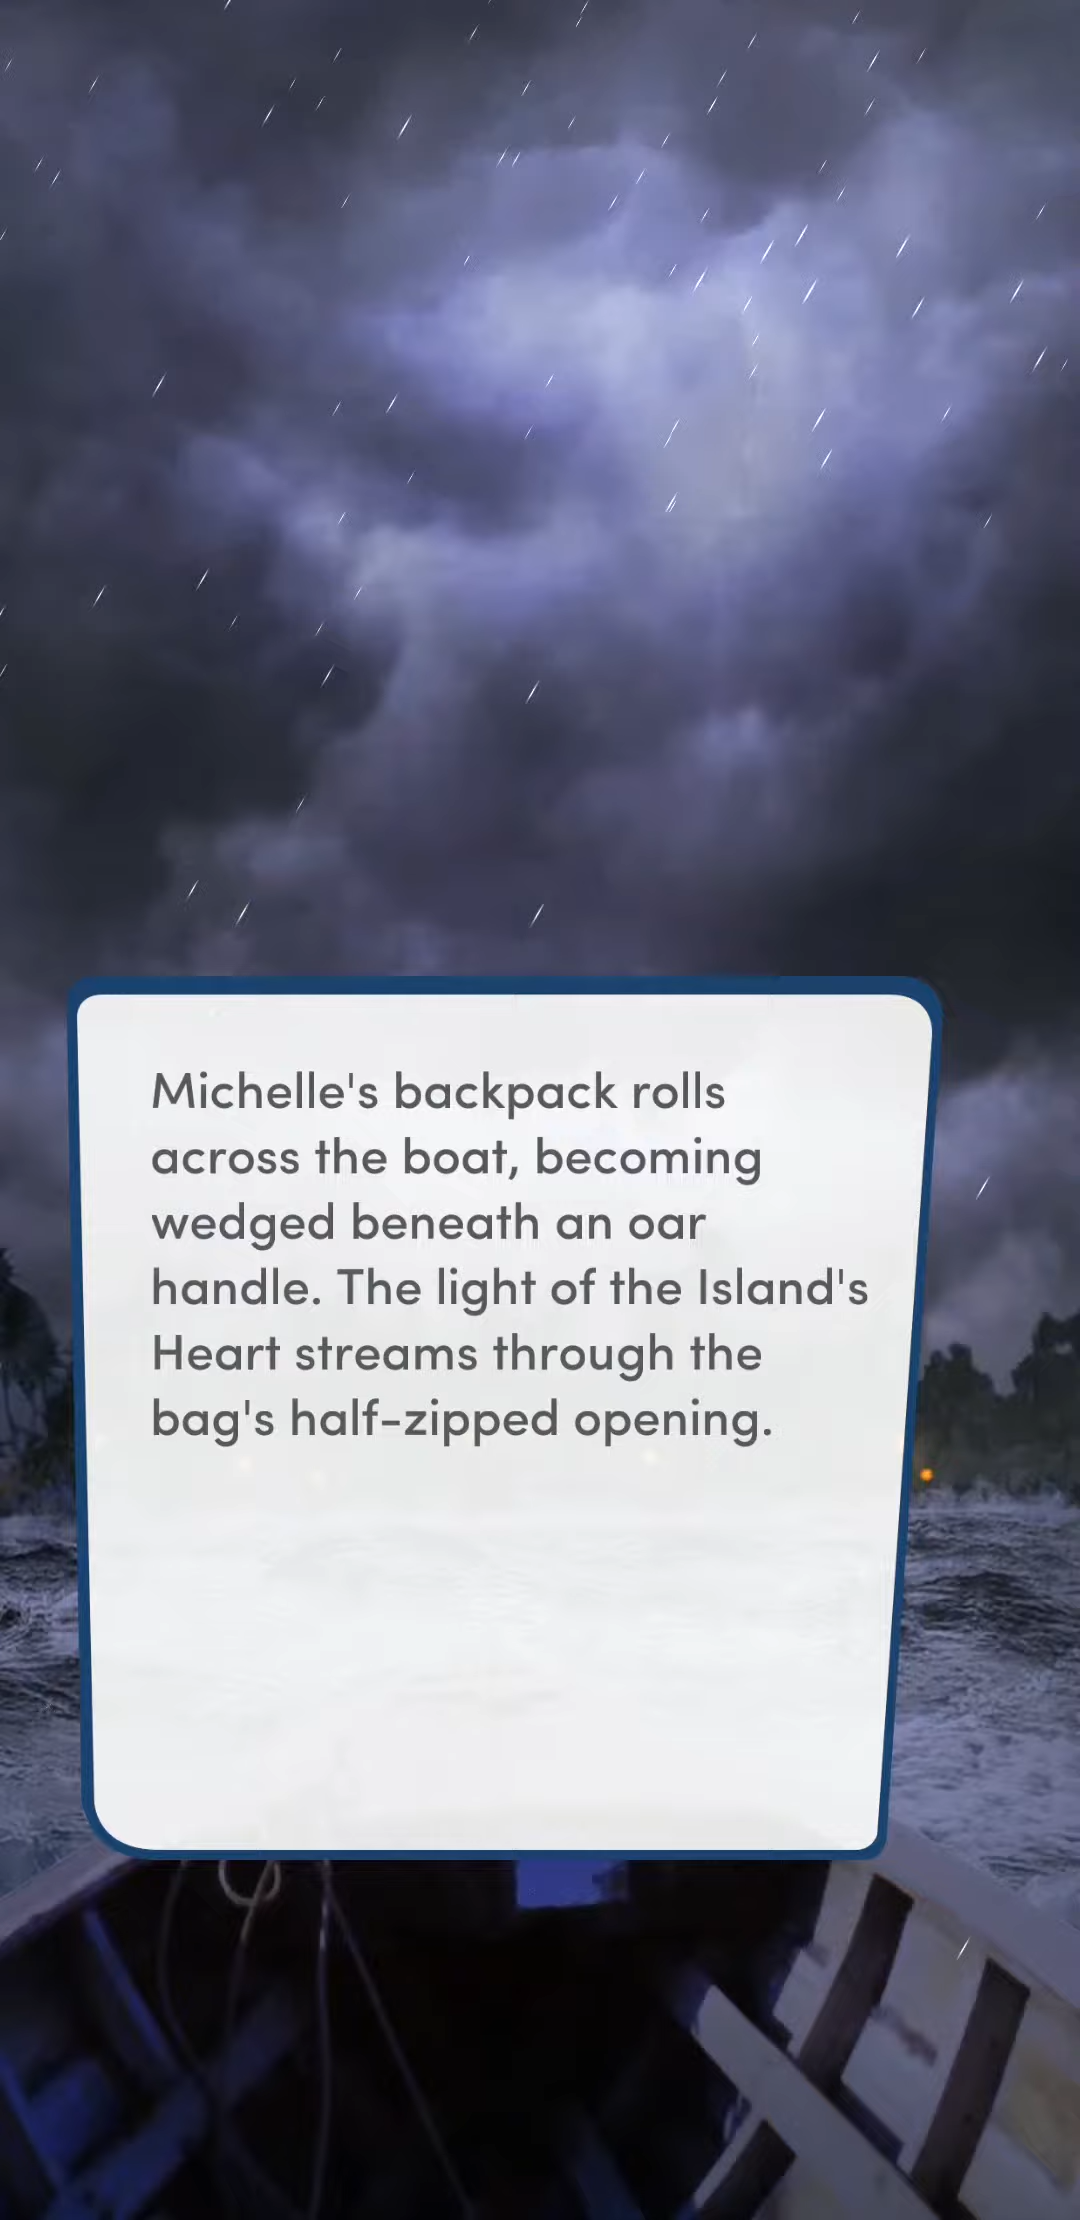 Michelle's backpack rolls
across the boat, becoming
wedged beneath an oar
handle. The light of the Island's
Heart streams through the
bag's half-zipped opening.